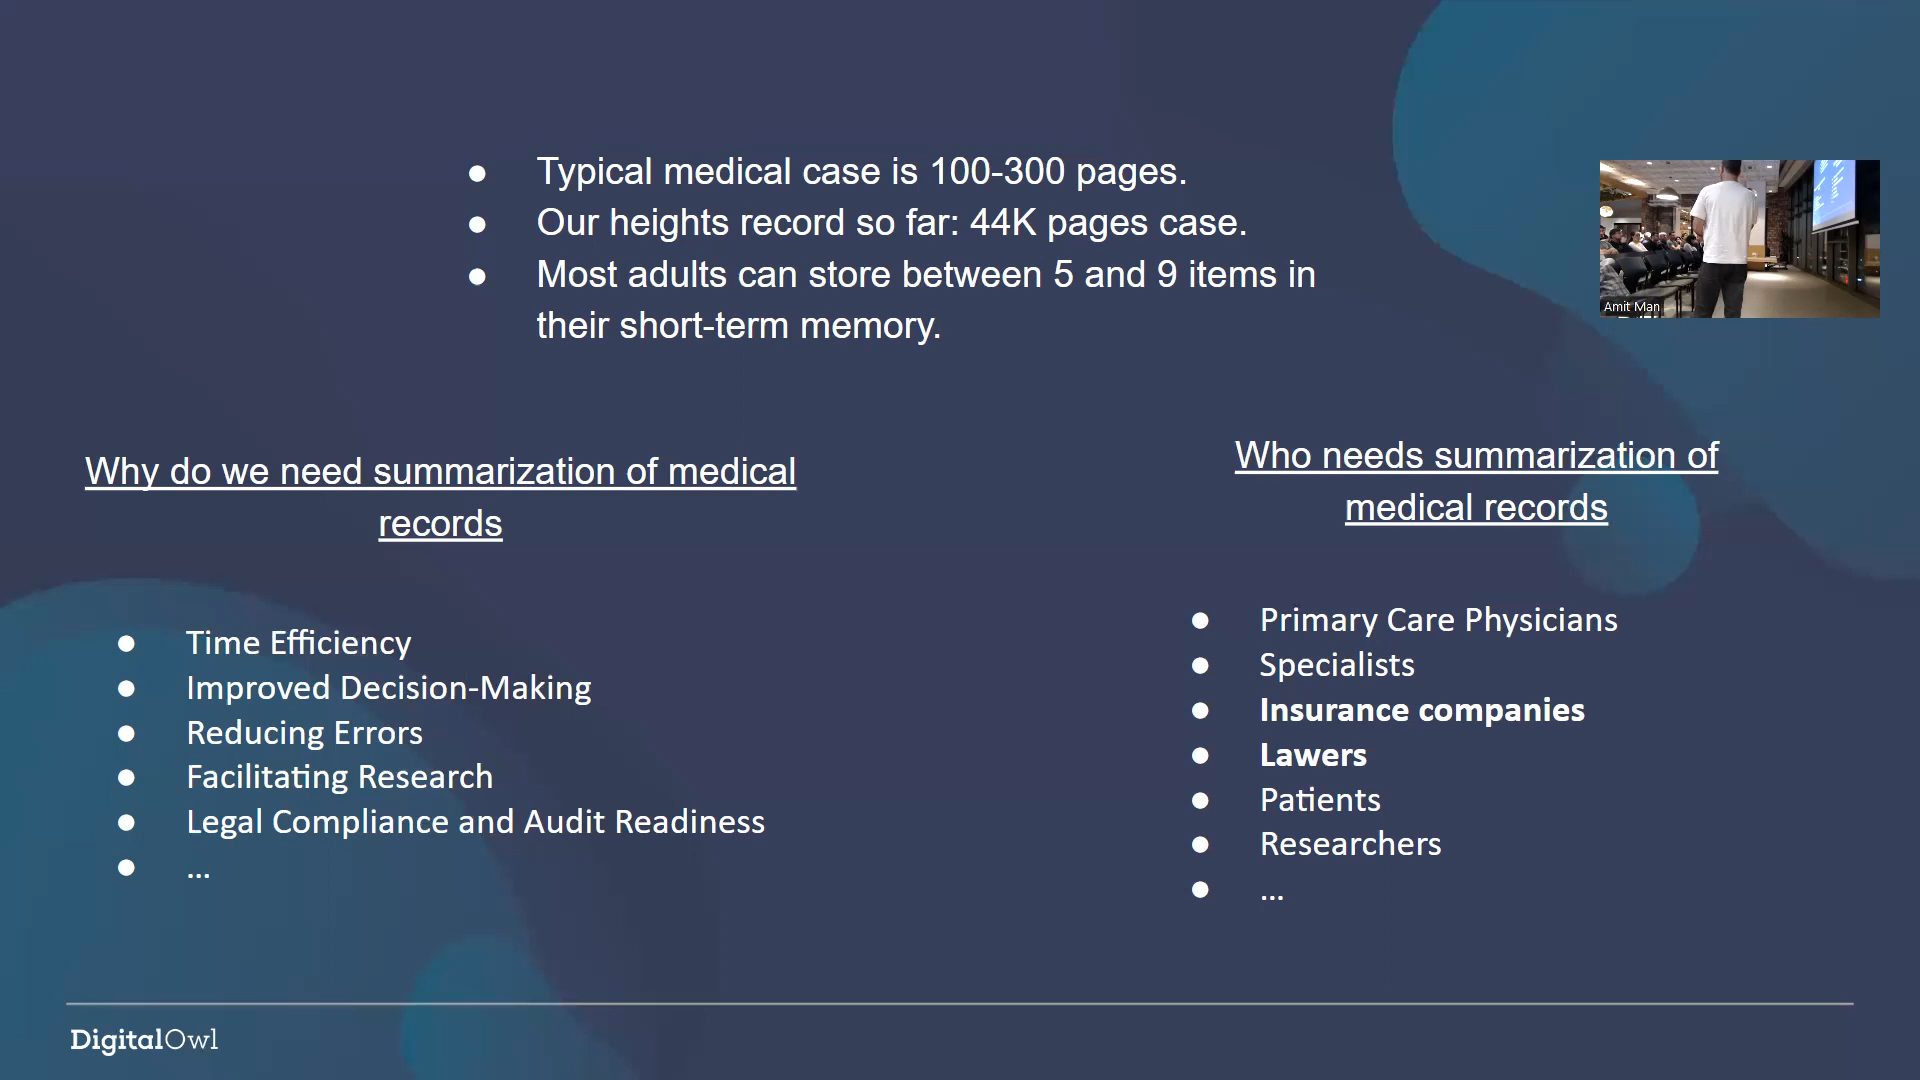 ● Typical medical case is 100-300 pages.
● Our heights record so far: 44K pages case.
● Most adults can store between 5 and 9 items in
their short-term memory.
Amit Man
Why do we need summarization of medical
records
● Time Efficiency
● Improved Decision-Making
● Reducing Errors
● Facilitating Research
● Legal Compliance and Audit Readiness
● ...
Who needs summarization of
medical records
● Primary Care Physicians
● Specialists
● Insurance companies
● Lawers
● Patients
● Researchers
● ...
DigitalOwl